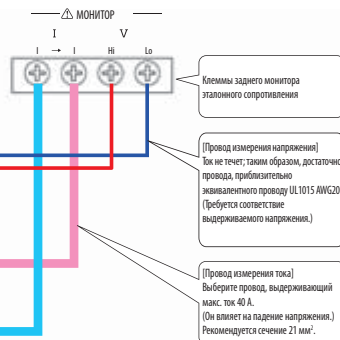 ⚠ МОНИТОР
I V
I → I Hi Lo
Клеммы заднего монитора
эталонного сопротивления
[Провод измерения напряжения]
Ток не течет; таким образом, достаточно
провода, приблизительно
эквивалентного проводу UL1015 AWG20
(Требуется соответствие
выдерживаемого напряжения.)
[Провод измерения тока]
Выберите провод, выдерживающий
макс. ток 40 А.
(Он влияет на падение напряжения.)
Рекомендуется сечение 21 мм².